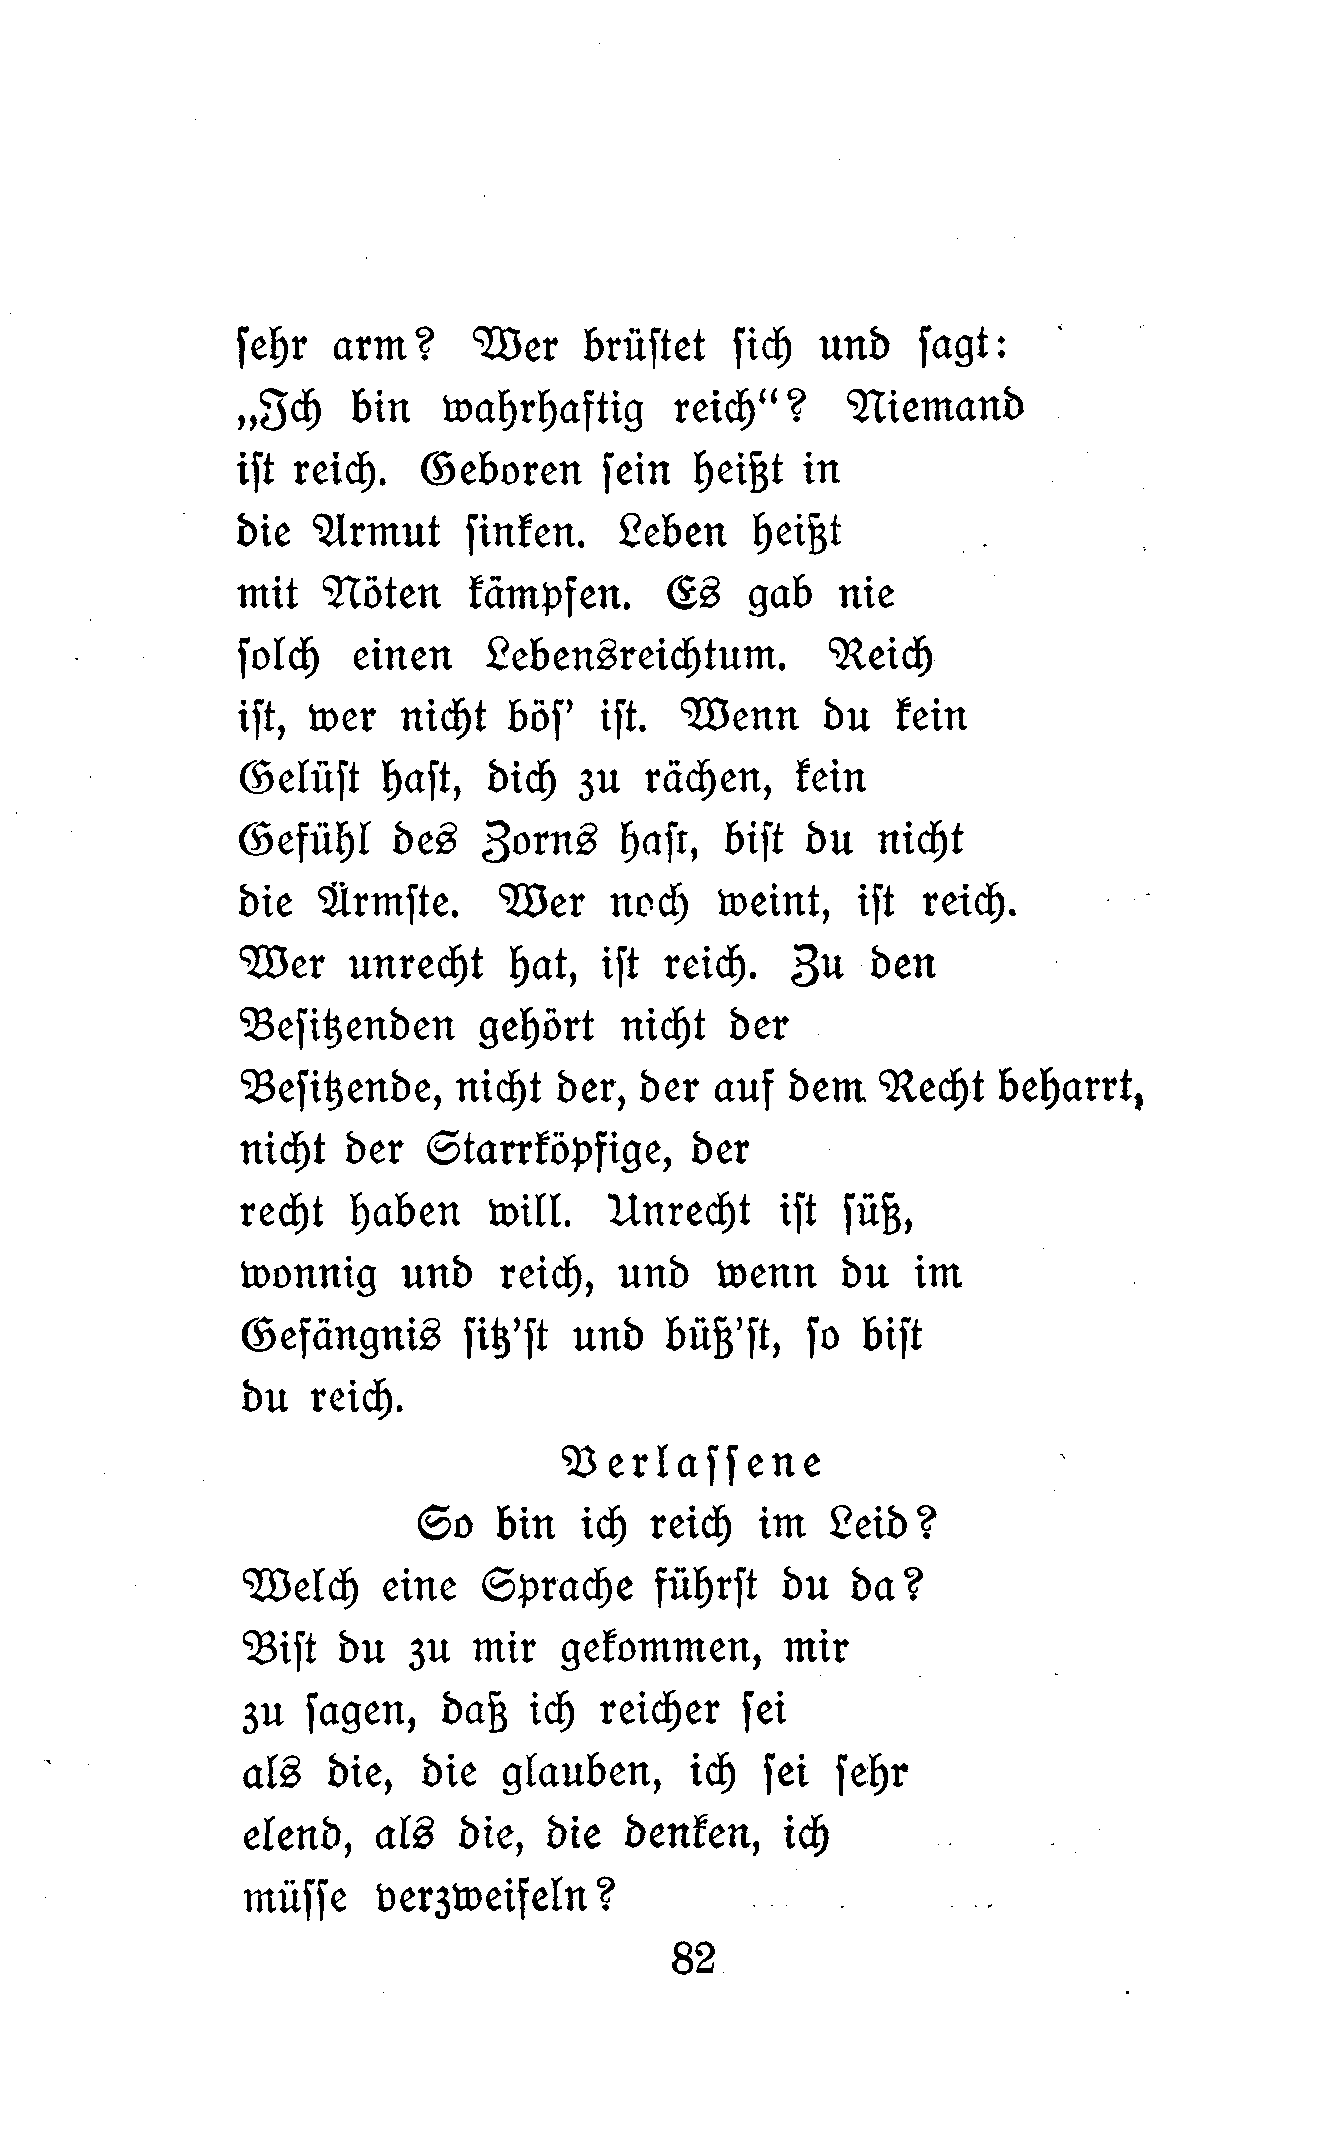 sehr arm? Wer brüstet sich und sagt:
„Ich bin wahrhaftig reich“? Niemand
ist reich. Geboren sein heißt in
die Armut sinken. Leben heißt
mit Nöten kämpfen. Es gab nie
solch einen Lebensreichtum. Reich
ist, wer nicht bös’ ist. Wenn du kein
Gelüst hast, dich zu rächen, kein
Gefühl des Zorns hast, bist du nicht
die Ärmste. Wer noch weint, ist reich.
Wer unrecht hat, ist reich. Zu den
Besitzenden gehört nicht der
Besitzende, nicht der, der auf dem Recht beharrt,
nicht der Starrköpfige, der
recht haben will. Unrecht ist süß,
wonnig und reich, und wenn du im
Gefängnis sitz’st und büß’st, so bist
du reich.
Verlassene
So bin ich reich im Leid?
Welch eine Sprache führst du da?
Bist du zu mir gekommen, mir
zu sagen, daß ich reicher sei
als die, die glauben, ich sei sehr
elend, als die, die denken, ich
müsse verzweifeln?
82